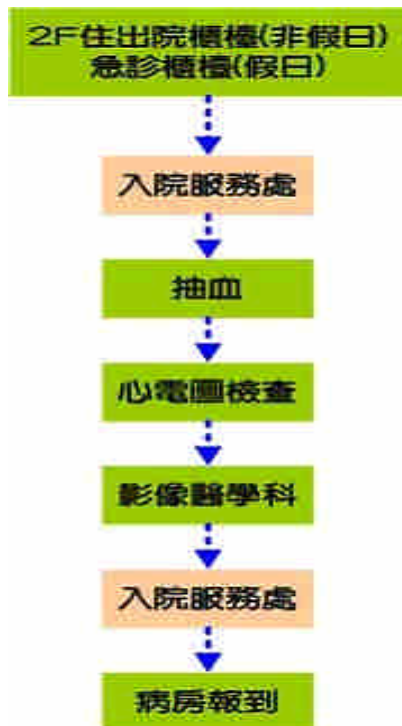 2F住出院櫃檯(非假日)
急診櫃檯(假日)
入院服務處
抽血
心電圖檢查
影像醫學科
入院服務處
病房報到